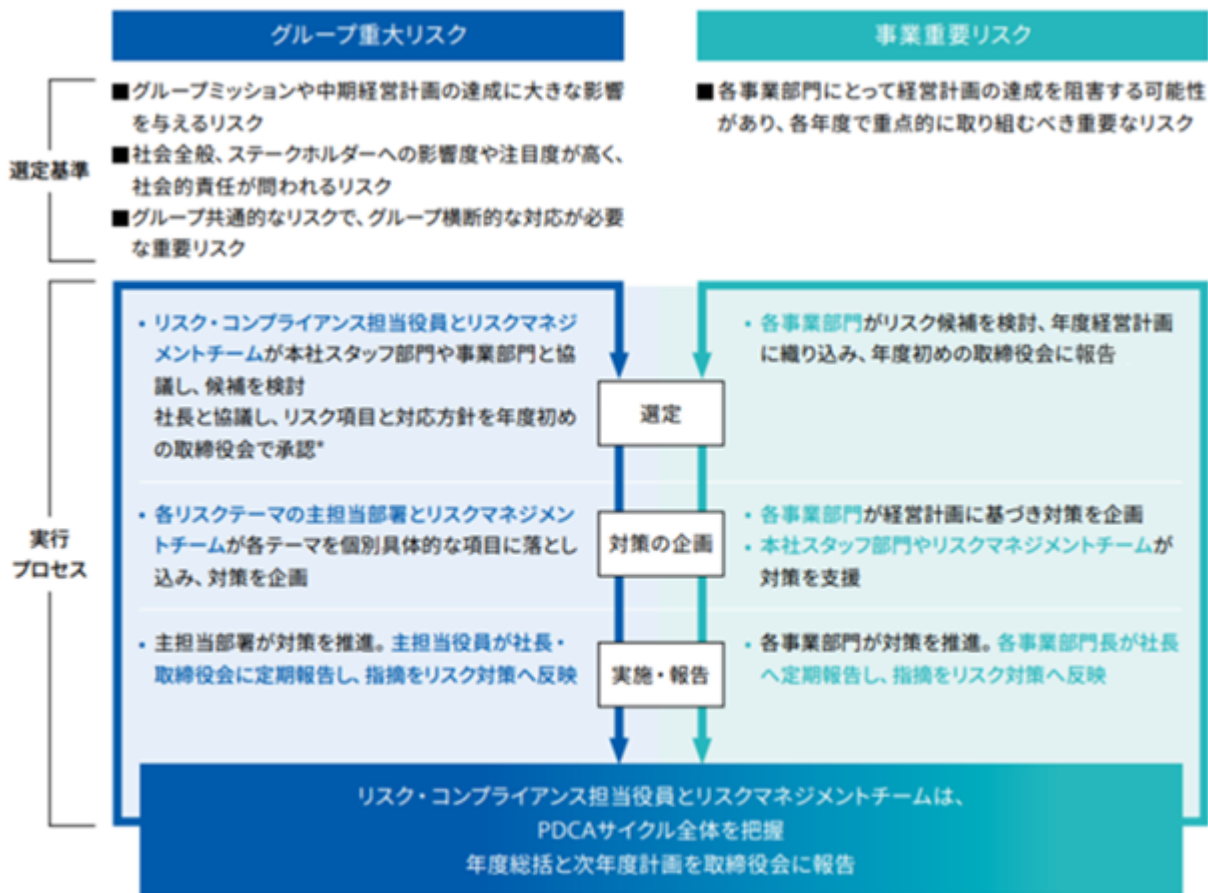 グループ重大リスク
事業重要リスク
選定基準
■グループミッションや中期経営計画の達成に大きな影響
を与えるリスク
■社会全般、ステークホルダーへの影響度や注目度が高く、
社会的責任が問われるリスク
■グループ共通的なリスクで、グループ横断的な対応が必要
な重要リスク
■各事業部門にとって経営計画の達成を阻害する可能性
があり、各年度で重点的に取り組むべき重要なリスク
実行
プロセス
• リスク・コンプライアンス担当役員とリスクマネジ
メントチームが本社スタッフ部門や事業部門と協
議し、候補を検討
社長と協議し、リスク項目と対応方針を年度初め
の取締役会で承認*
選定
• 各事業部門がリスク候補を検討、年度経営計画
に織り込み、年度初めの取締役会に報告
• 各リスクテーマの主担当部署とリスクマネジメン
トチームが各テーマを個別具体的な項目に落とし
込み、対策を企画
対策の企画
• 各事業部門が経営計画に基づき対策を企画
• 本社スタッフ部門やリスクマネジメントチームが
対策を支援
• 主担当部署が対策を推進。主担当役員が社長・
取締役会に定期報告し、指摘をリスク対策へ反映
実施・報告
• 各事業部門が対策を推進。各事業部門長が社長
へ定期報告し、指摘をリスク対策へ反映
リスク・コンプライアンス担当役員とリスクマネジメントチームは、
PDCAサイクル全体を把握
年度総括と次年度計画を取締役会に報告